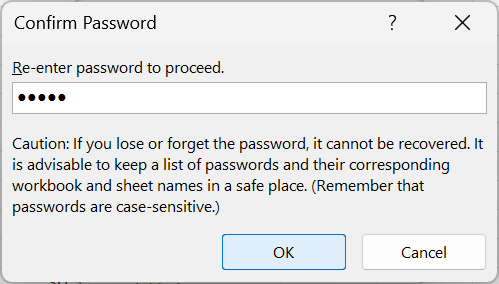 Confirm Password
?
Re-enter password to proceed.
●●●●●
Caution: If you lose or forget the password, it cannot be recovered. It
is advisable to keep a list of passwords and their corresponding
workbook and sheet names in a safe place. (Remember that
passwords are case-sensitive.)
OK
Cancel